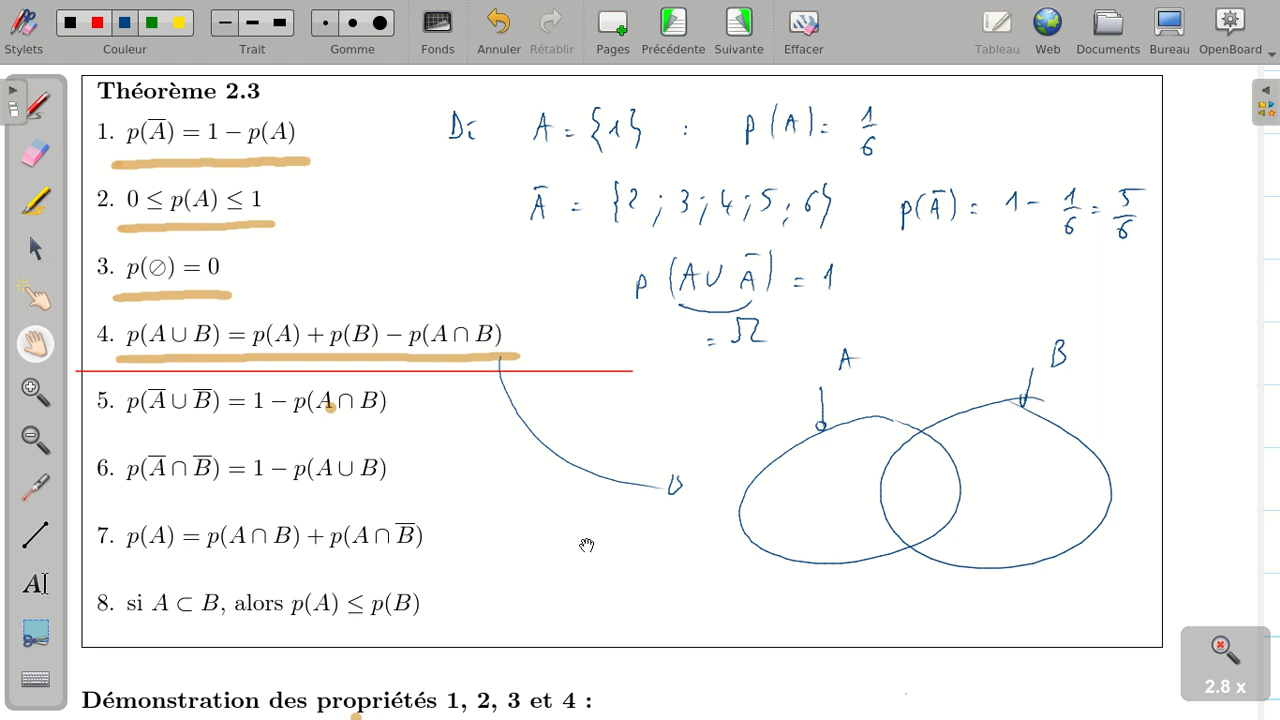 Stylets Couleur Trait Gomme Fonds Annuler Rétablir Pages Précédente Suivante Effacer Tableau Web Documents Bureau OpenBoard
Théorème 2.3
1. p(A̅) = 1 − p(A)
Dé A = {1} : p(A) = 1/6
2. 0 ≤ p(A) ≤ 1
A̅ = {2 ; 3 ; 4 ; 5 ; 6} p(A̅) = 1 − 1/6 = 5/6
3. p(∅) = 0
p(A ∪ A̅) = 1
= Ω
4. p(A ∪ B) = p(A) + p(B) − p(A ∩ B)
A B
5. p(A̅ ∪ B̅) = 1 − p(A ∩ B)
6. p(A̅ ∩ B̅) = 1 − p(A ∪ B)
7. p(A) = p(A ∩ B) + p(A ∩ B̅)
8. si A ⊂ B, alors p(A) ≤ p(B)
Démonstration des propriétés 1, 2, 3 et 4 :
2.8 x